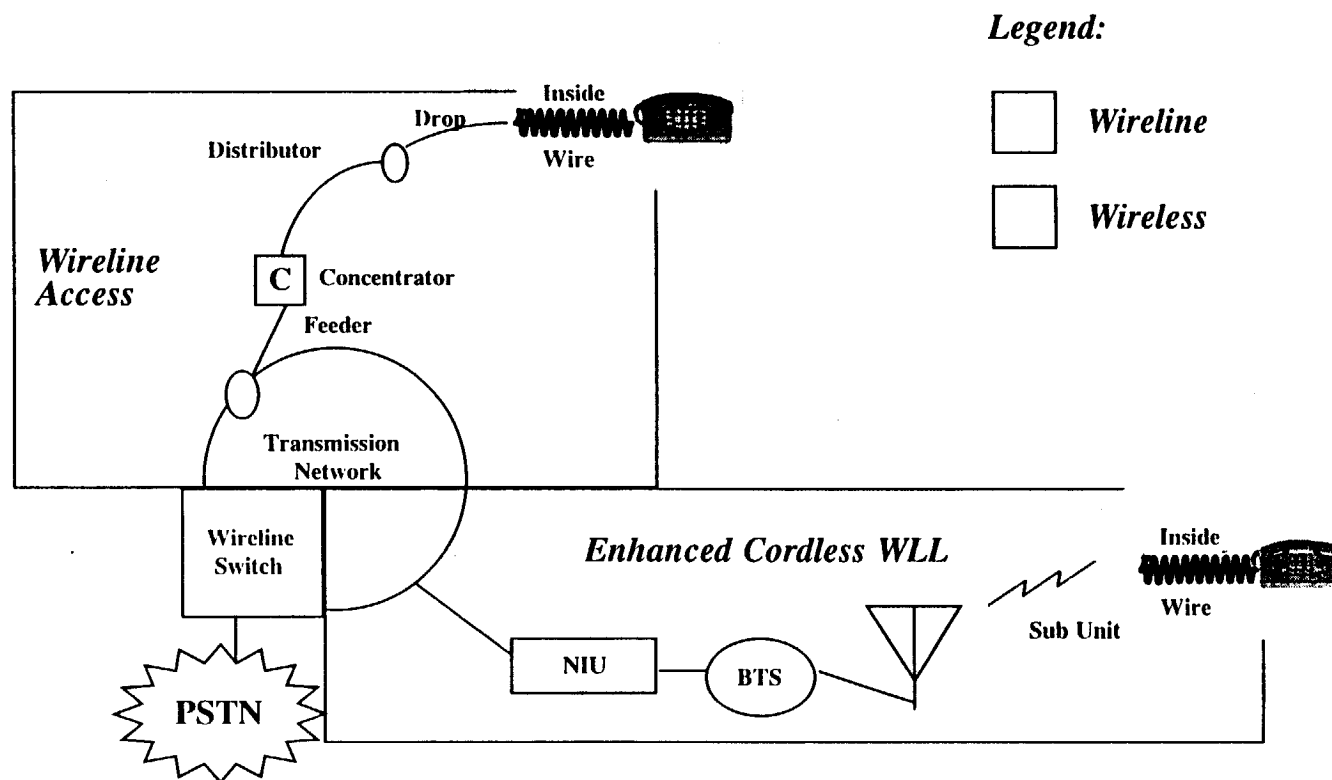 Legend:
Wireline
Wireless
Inside
Drop
Wire
Distributor
Wireline
Access
C
Concentrator
Feeder
Transmission
Network
Wireline
Switch
Enhanced Cordless WLL
Inside
Wire
Sub Unit
NIU
BTS
PSTN